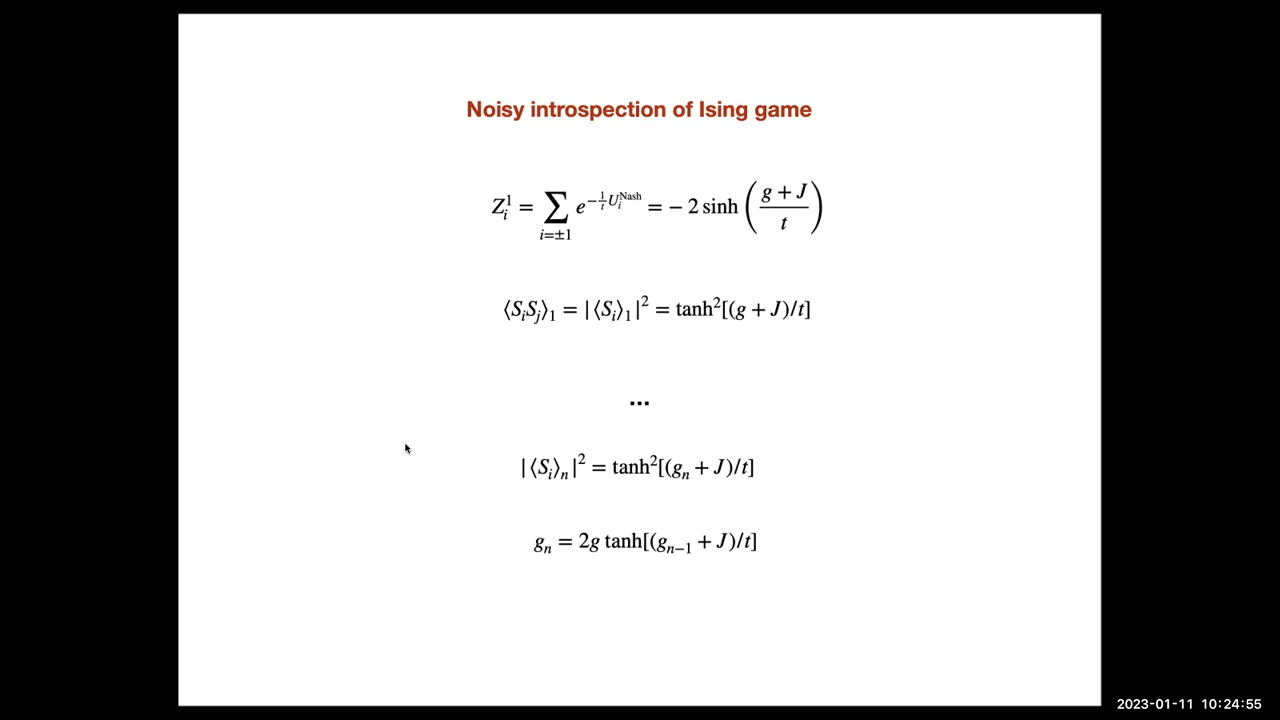 Noisy introspection of Ising game
Z_i^1 = ∑_{i=±1} e^{-\frac{1}{t} U_i^{Nash}} = − 2 sinh ( \frac{g + J}{t} )
⟨S_i S_j⟩_1 = |⟨S_i⟩_1|^2 = tanh^2[(g + J)/t]
...
|⟨S_i⟩_n|^2 = tanh^2[(g_n + J)/t]
g_n = 2g tanh[(g_{n−1} + J)/t]
2023-01-11 10:24:55